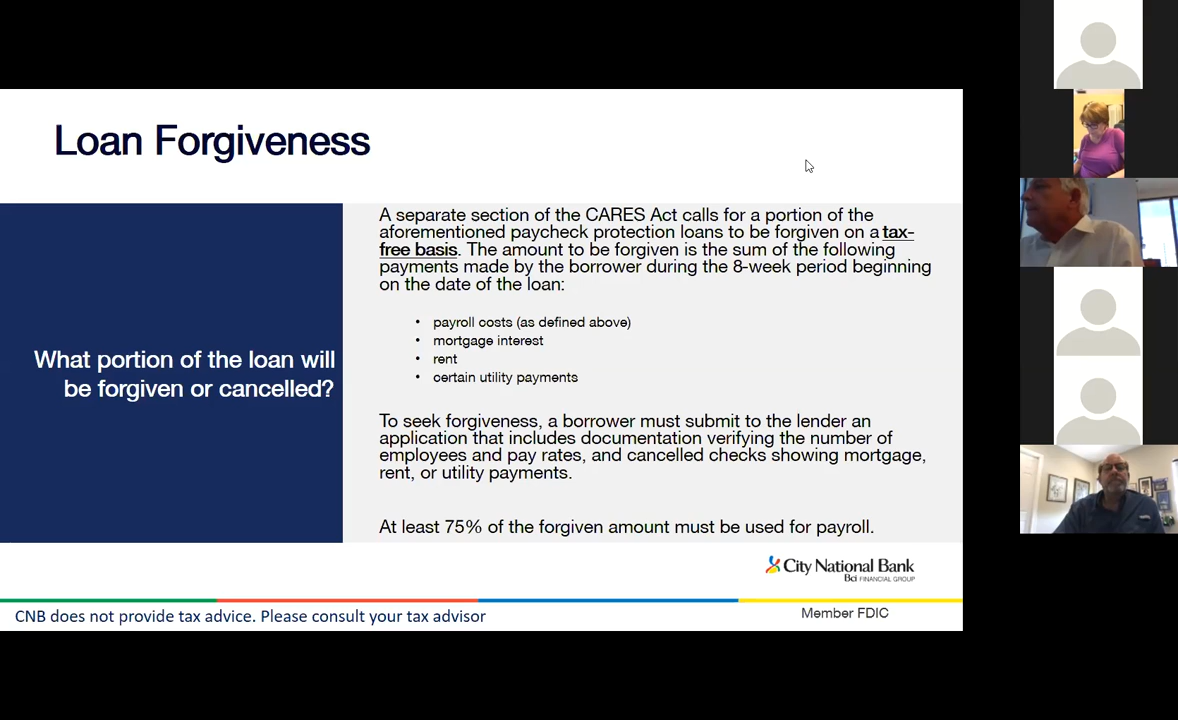 Loan Forgiveness
What portion of the loan will
be forgiven or cancelled?
A separate section of the CARES Act calls for a portion of the
aforementioned paycheck protection loans to be forgiven on a tax-
free basis. The amount to be forgiven is the sum of the following
payments made by the borrower during the 8-week period beginning
on the date of the loan:
• payroll costs (as defined above)
• mortgage interest
• rent
• certain utility payments
To seek forgiveness, a borrower must submit to the lender an
application that includes documentation verifying the number of
employees and pay rates, and cancelled checks showing mortgage,
rent, or utility payments.
At least 75% of the forgiven amount must be used for payroll.
City National Bank
Bci FINANCIAL GROUP
CNB does not provide tax advice. Please consult your tax advisor
Member FDIC